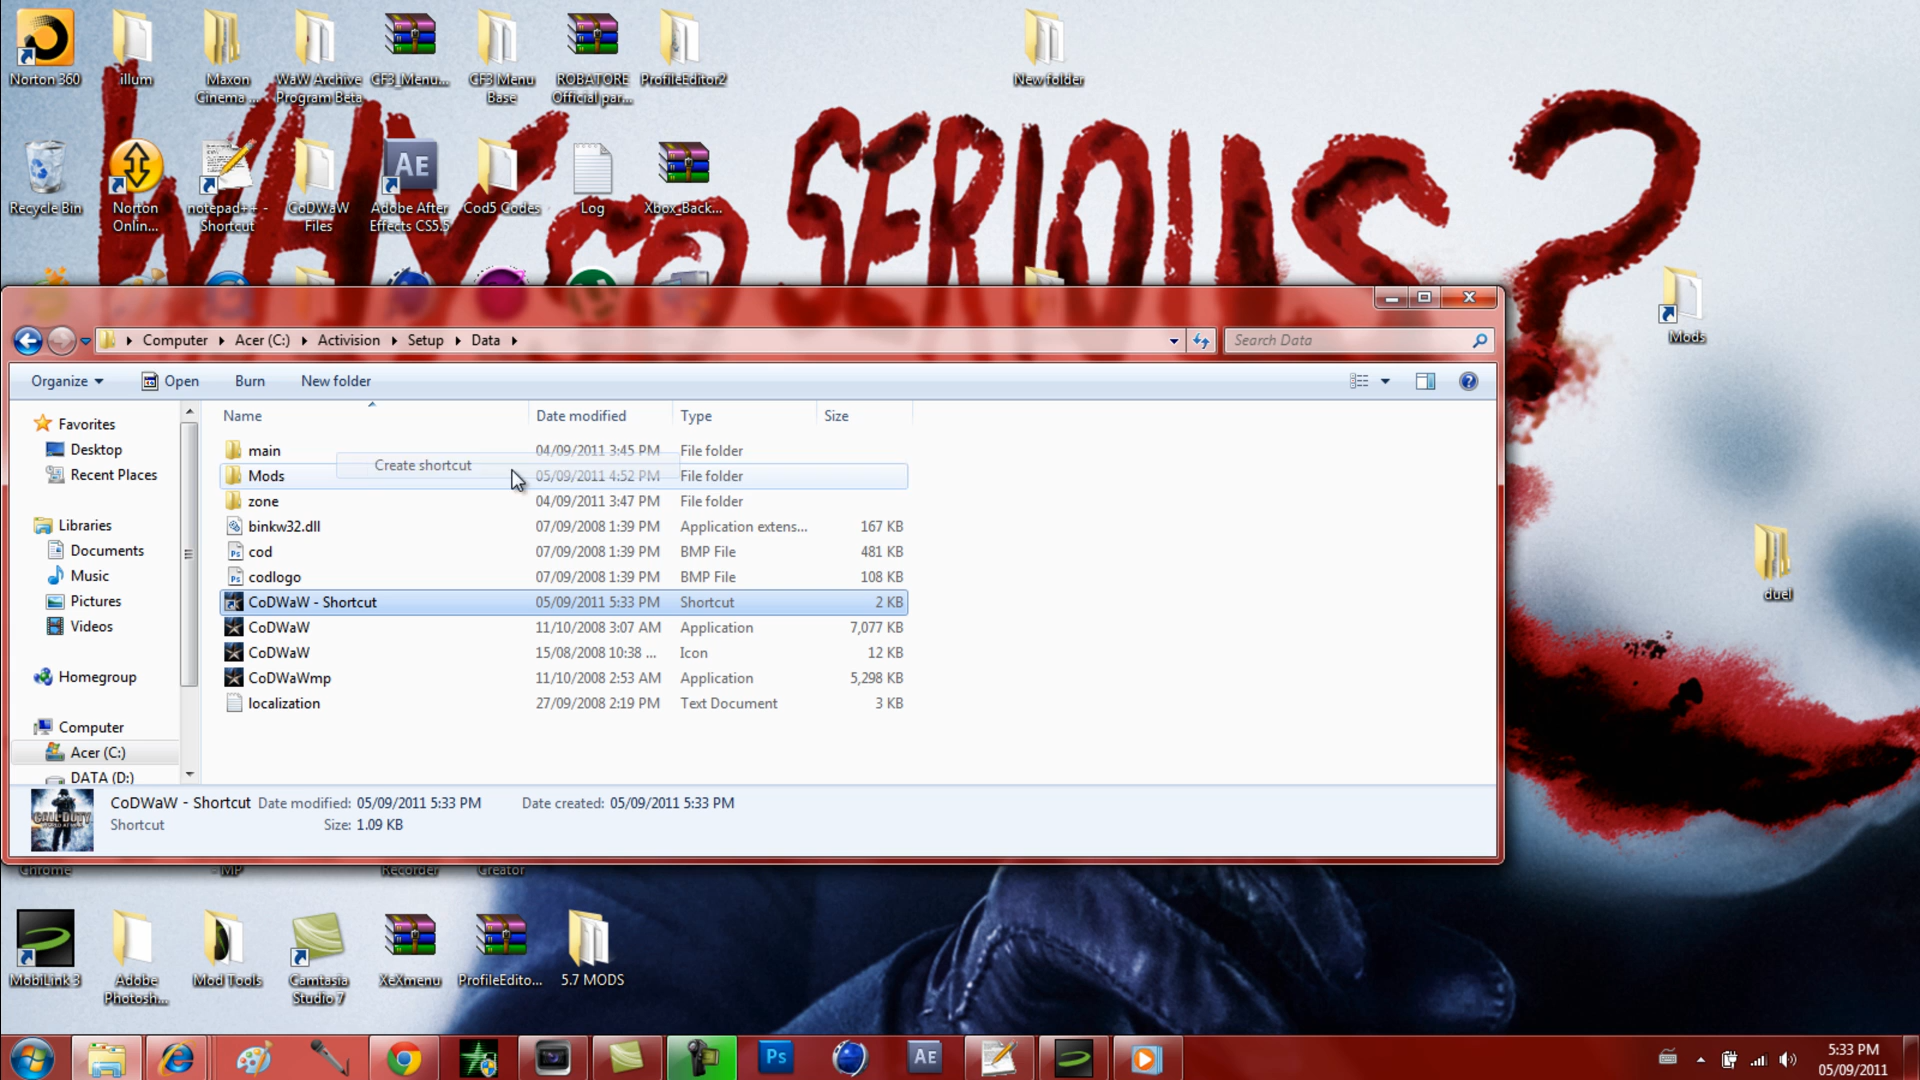 Norton 360
illum
Maxon
Cinema ...
WaW Archive
Program Beta
CF3_Menu...
CF3 Menu
Base
ROBATORE
Official par...
ProfileEditor2
New folder
WHY SO SERIOUS?
Recycle Bin
Norton
Onlin...
notepad++ -
Shortcut
CoDWaW
Files
AE
Adobe After
Effects CS5.5
Cod5 Codes
Log
Xbox_Back...
Mods
duel
Computer
Acer (C:)
Activision
Setup
Data
Search Data
Organize
Open
Burn
New folder
Name
Date modified
Type
Size
Favorites
Desktop
Recent Places
Libraries
Documents
Music
Pictures
Videos
Homegroup
Computer
Acer (C:)
DATA (D:)
main 04/09/2011 3:45 PM File folder
Create shortcut
Mods 05/09/2011 4:52 PM File folder
zone 04/09/2011 3:47 PM File folder
binkw32.dll 07/09/2008 1:39 PM Application extens... 167 KB
cod 07/09/2008 1:39 PM BMP File 481 KB
codlogo 07/09/2008 1:39 PM BMP File 108 KB
CoDWaW - Shortcut 05/09/2011 5:33 PM Shortcut 2 KB
CoDWaW 11/10/2008 3:07 AM Application 7,077 KB
CoDWaW 15/08/2008 10:38 ... Icon 12 KB
CoDWaWmp 11/10/2008 2:53 AM Application 5,298 KB
localization 27/09/2008 2:19 PM Text Document 3 KB
CALL OF DUTY
CoDWaW - Shortcut Date modified: 05/09/2011 5:33 PM Date created: 05/09/2011 5:33 PM
Shortcut Size: 1.09 KB
Chrome
- MP
Recorder
Creator
MobiLink 3
Adobe
Photosh...
Mod Tools
Camtasia
Studio 7
XeXmenu
ProfileEdito...
5.7 MODS
Ps
AE
5:33 PM
05/09/2011